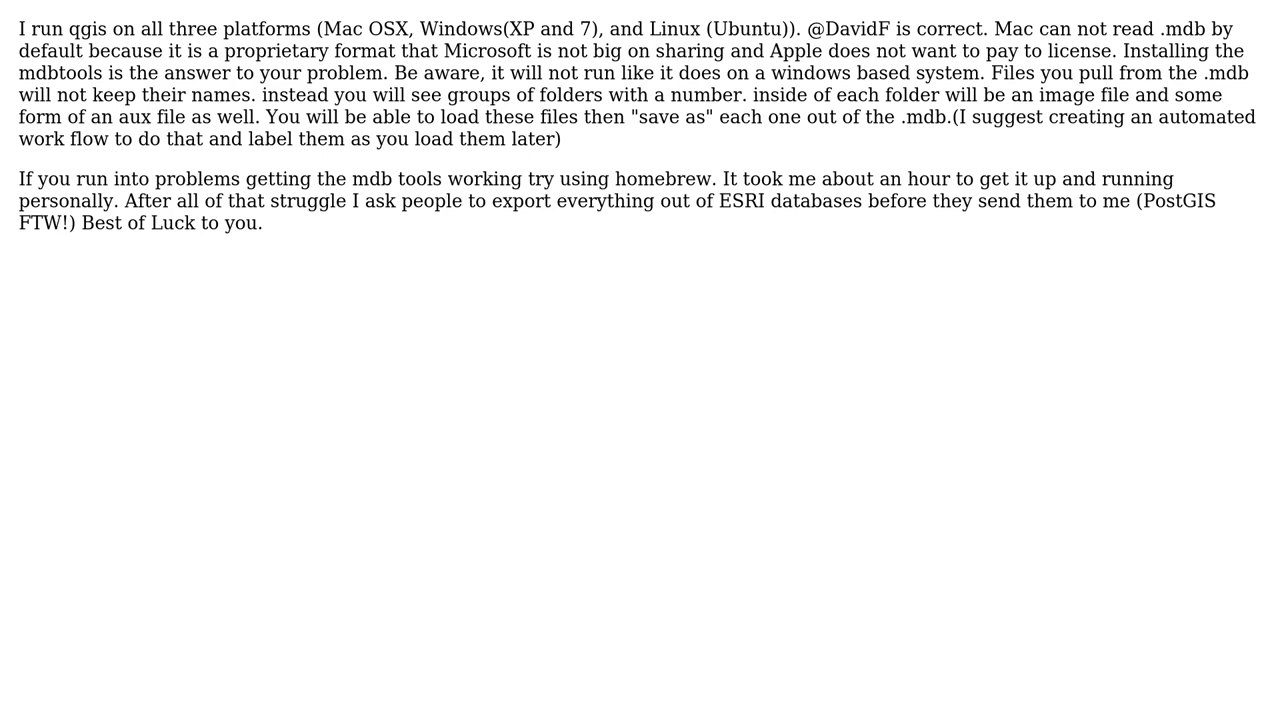 I run qgis on all three platforms (Mac OSX, Windows(XP and 7), and Linux (Ubuntu)). @DavidF is correct. Mac can not read .mdb by
default because it is a proprietary format that Microsoft is not big on sharing and Apple does not want to pay to license. Installing the
mdbtools is the answer to your problem. Be aware, it will not run like it does on a windows based system. Files you pull from the .mdb
will not keep their names. instead you will see groups of folders with a number. inside of each folder will be an image file and some
form of an aux file as well. You will be able to load these files then "save as" each one out of the .mdb.(I suggest creating an automated
work flow to do that and label them as you load them later)
If you run into problems getting the mdb tools working try using homebrew. It took me about an hour to get it up and running
personally. After all of that struggle I ask people to export everything out of ESRI databases before they send them to me (PostGIS
FTW!) Best of Luck to you.